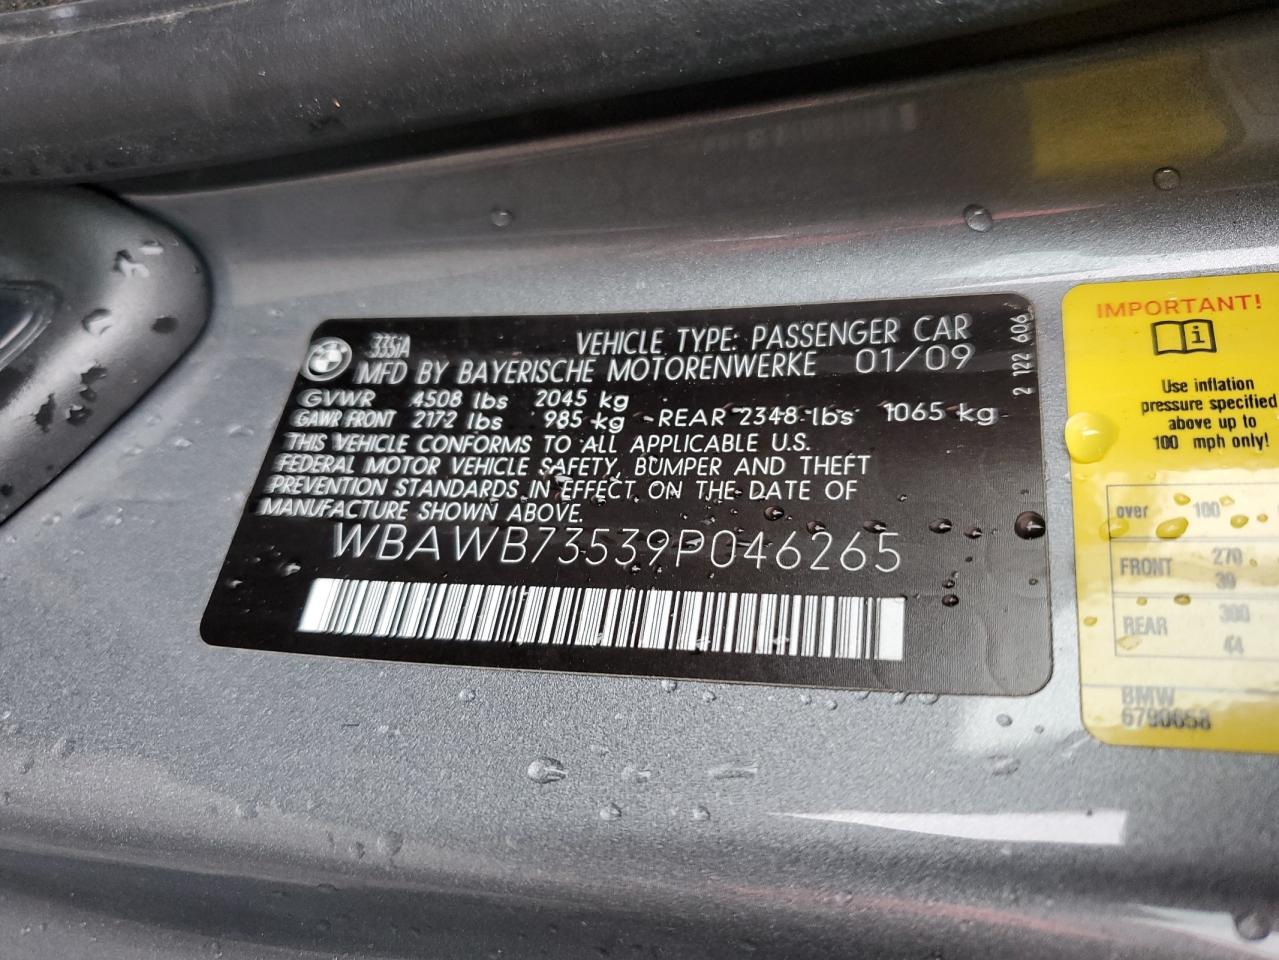 335iA VEHICLE TYPE: PASSENGER CAR
MFD BY BAYERISCHE MOTORENWERKE 01/09
GVWR 4508 lbs 2045 kg
GAWR FRONT 2172 lbs 985 kg -REAR 2348 lbs 1065 kg
THIS VEHICLE CONFORMS TO ALL APPLICABLE U.S.
FEDERAL MOTOR VEHICLE SAFETY, BUMPER AND THEFT
PREVENTION STANDARDS IN EFFECT ON THE DATE OF
MANUFACTURE SHOWN ABOVE.
WBAWB73539P046265
2 122 606
IMPORTANT!
Use inflation
pressure specified
above up to
100 mph only!
over 100
FRONT 270
39
REAR 300
44
BMW
6790658